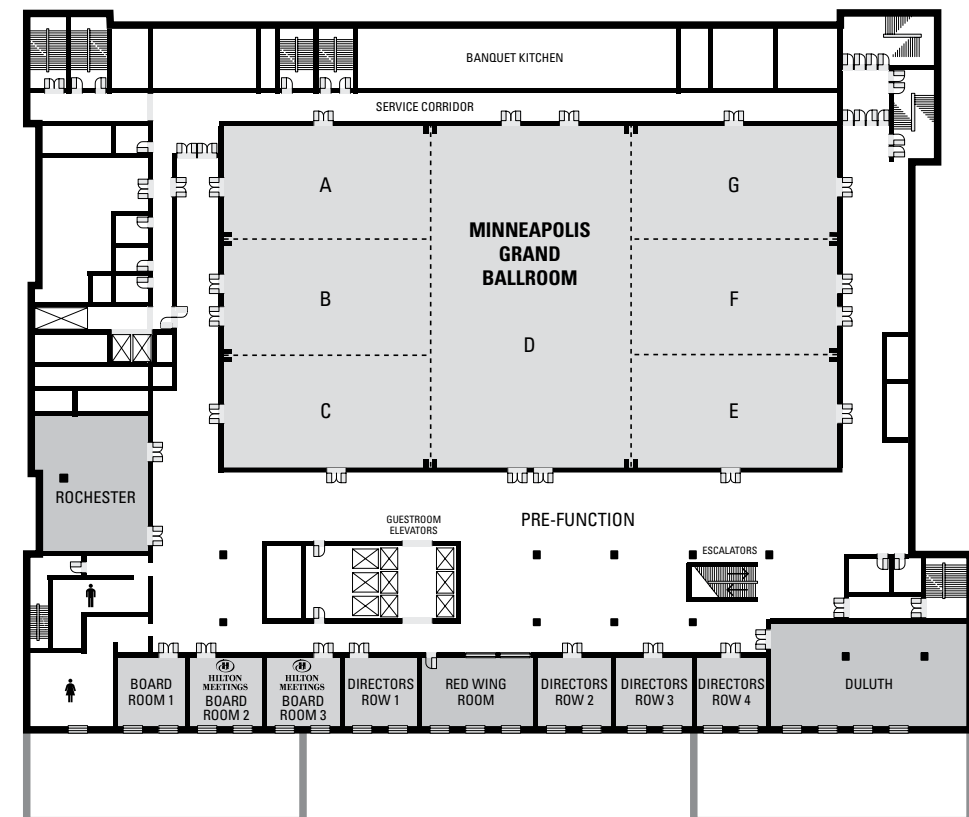 BANQUET KITCHEN
SERVICE CORRIDOR
A
G
MINNEAPOLIS
GRAND
BALLROOM
B
F
D
C
E
ROCHESTER
GUESTROOM
ELEVATORS
PRE-FUNCTION
ESCALATORS
BOARD
ROOM 1
HILTON
MEETINGS
BOARD
ROOM 2
HILTON
MEETINGS
BOARD
ROOM 3
DIRECTORS
ROW 1
RED WING
ROOM
DIRECTORS
ROW 2
DIRECTORS
ROW 3
DIRECTORS
ROW 4
DULUTH